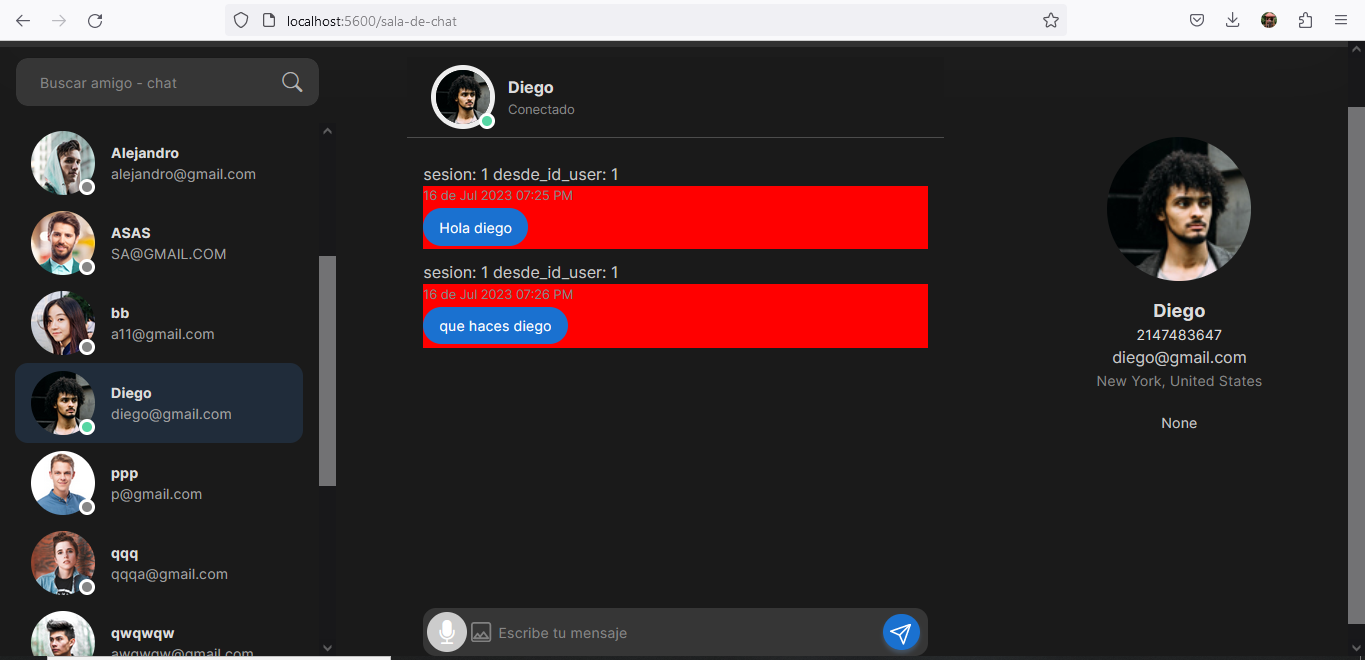 localhost:5600/sala-de-chat
Buscar amigo - chat
Alejandro
alejandro@gmail.com
ASAS
SA@GMAIL.COM
bb
a11@gmail.com
Diego
diego@gmail.com
ppp
p@gmail.com
qqq
qqqa@gmail.com
qwqwqw
awqwqw@gmail.com
Diego
Conectado
sesion: 1 desde_id_user: 1
16 de Jul 2023 07:25 PM
Hola diego
sesion: 1 desde_id_user: 1
16 de Jul 2023 07:26 PM
que haces diego
Escribe tu mensaje
Diego
2147483647
diego@gmail.com
New York, United States
None